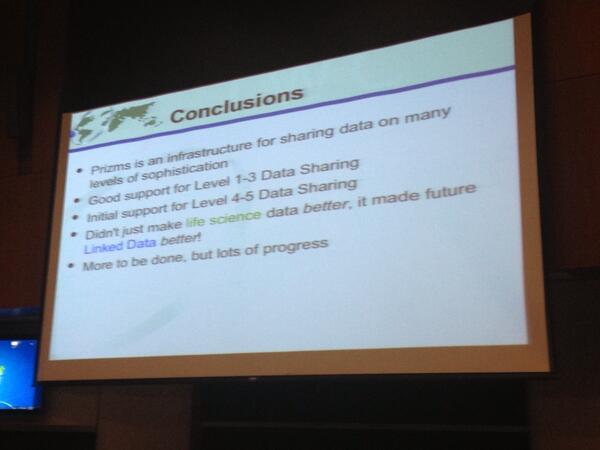 Conclusions
• Prizms is an infrastructure for sharing data on many
levels of sophistication
• Good support for Level 1-3 Data Sharing
• Initial support for Level 4-5 Data Sharing
• Didn't just make life science data better, it made future
Linked Data better!
• More to be done, but lots of progress